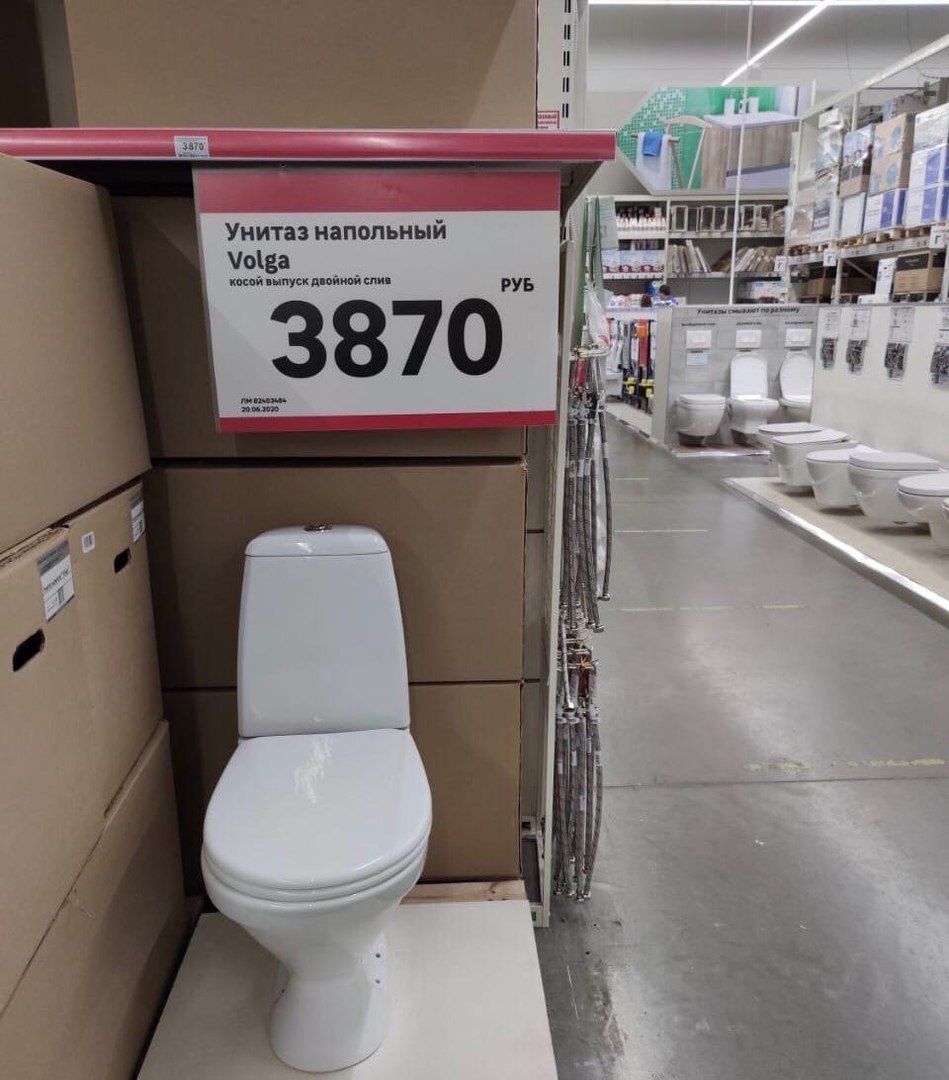 3870
Унитаз напольный
Volga
косой выпуск двойной слив
РУБ
3870
ЛМ 82403484
20.06.2020
Унитазы смывают по разному